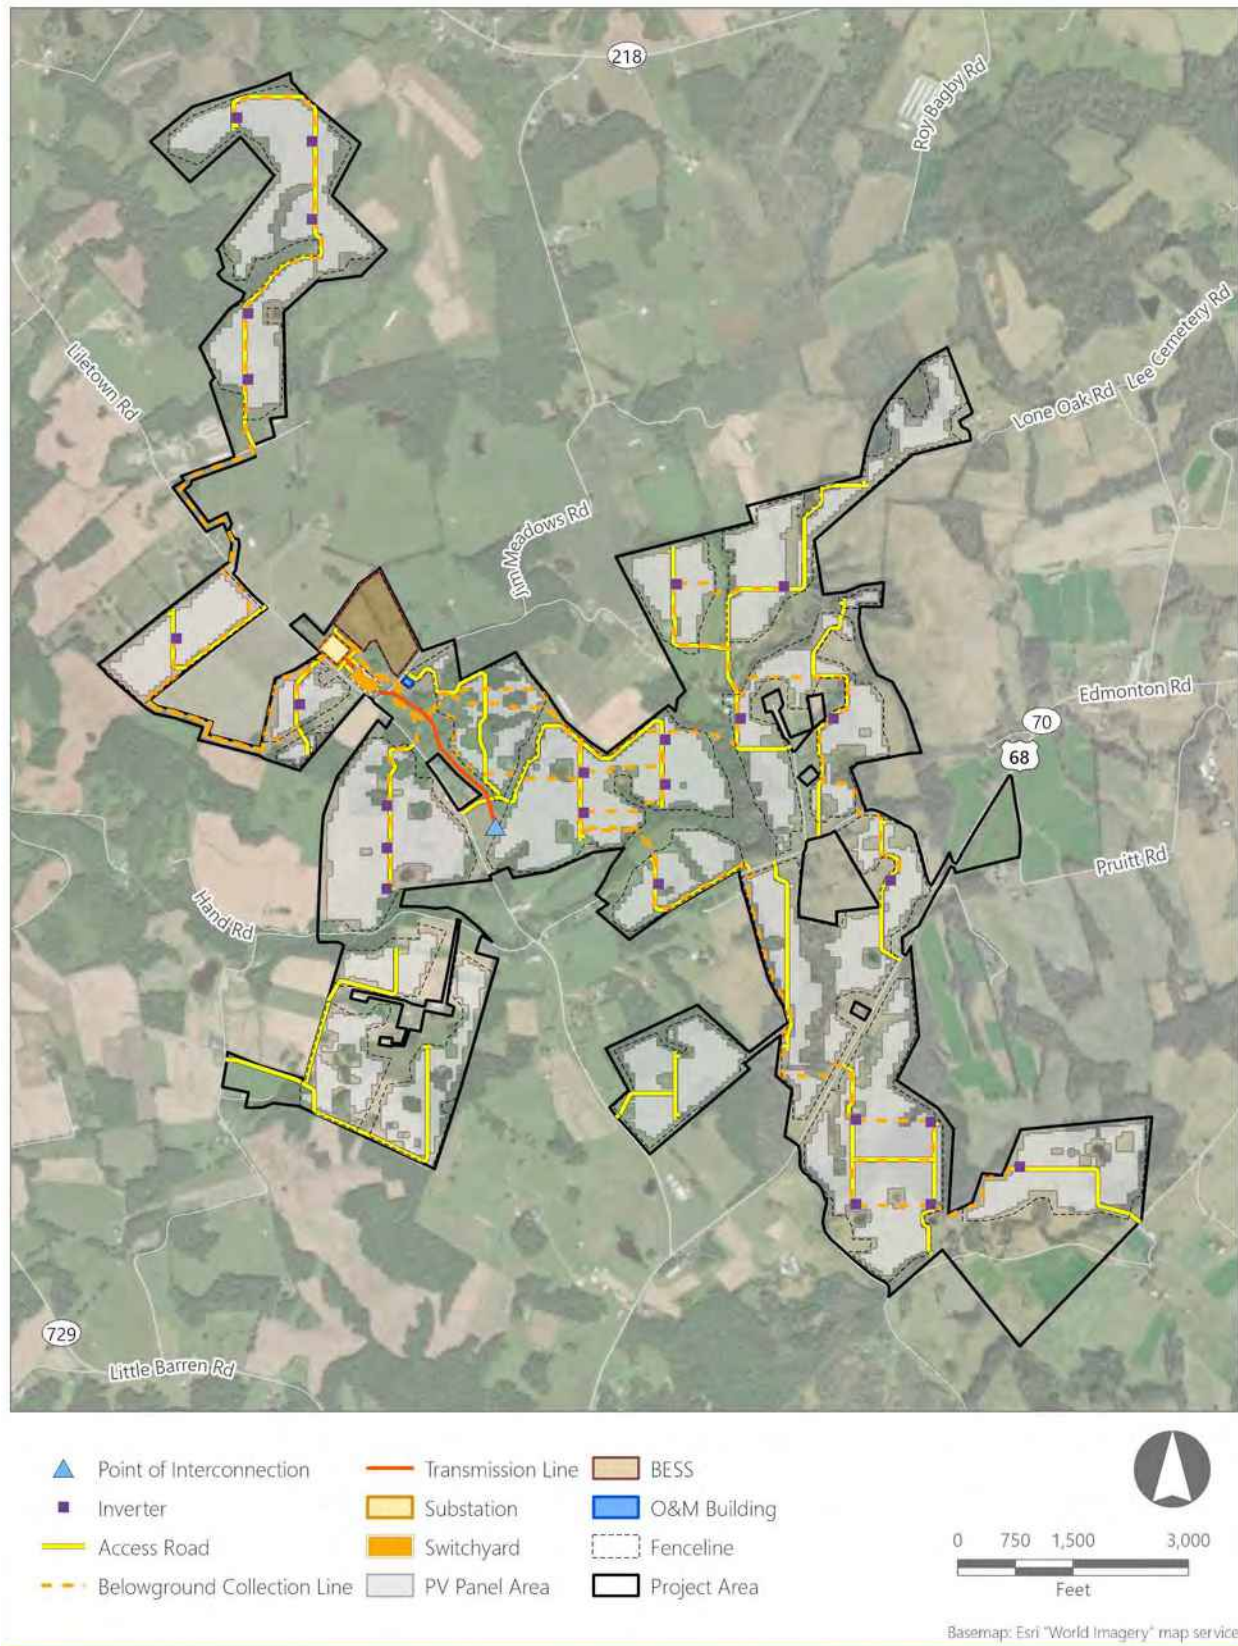 218
Roy Bagby Rd
Liletown Rd
Lone Oak Rd
Lee Cemetery Rd
Jim Meadows Rd
Edmonton Rd
70
68
Pruitt Rd
Hand Rd
729
Little Barren Rd
Point of Interconnection
Inverter
Access Road
Belowground Collection Line
Transmission Line
Substation
Switchyard
PV Panel Area
BESS
O&M Building
Fenceline
Project Area
0 750 1,500 3,000
Feet
Basemap: Esri "World Imagery" map service